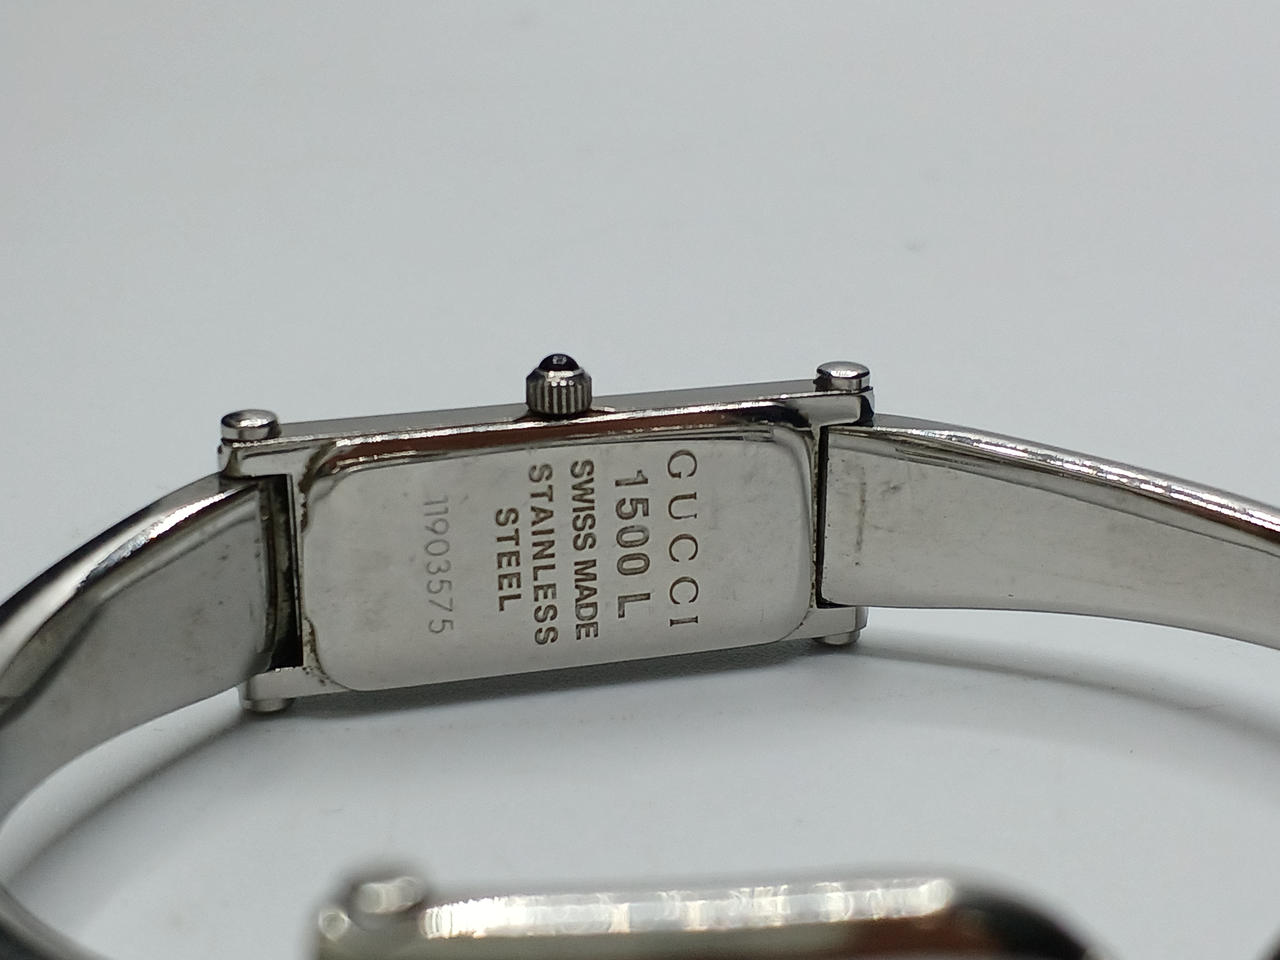 GUCCI
1500 L
SWISS MADE
STAINLESS
STEEL
11903575